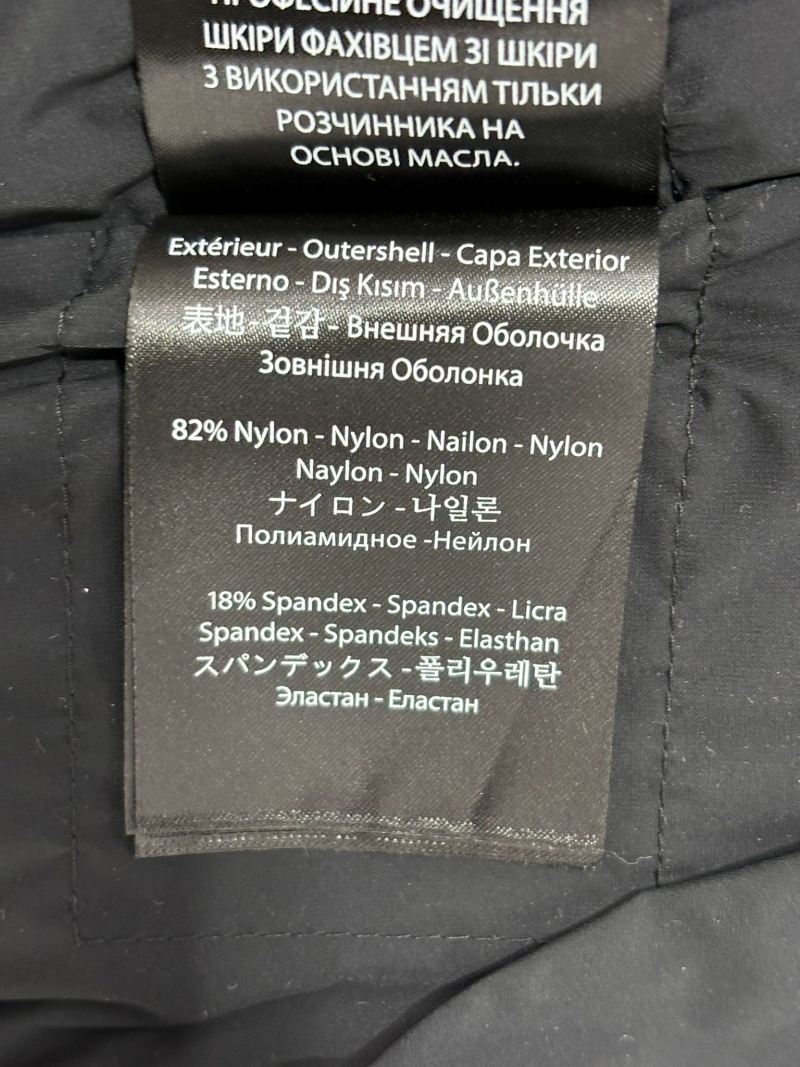 ПРОФЕСІЙНЕ ОЧИЩЕННЯ
ШКІРИ ФАХІВЦЕМ ЗІ ШКІРИ
З ВИКОРИСТАННЯМ ТІЛЬКИ
РОЗЧИННИКА НА
ОСНОВІ МАСЛА.
Extérieur - Outershell - Capa Exterior
Esterno - Dış Kısım - Außenhülle
表地 - 겉감 - Внешняя Оболочка
Зовнішня Оболонка
82% Nylon - Nylon - Nailon - Nylon
Naylon - Nylon
ナイロン - 나일론
Полиамидное -Нейлон
18% Spandex - Spandex - Licra
Spandex - Spandeks - Elasthan
スパンデックス - 폴리우레탄
Эластан - Еластан